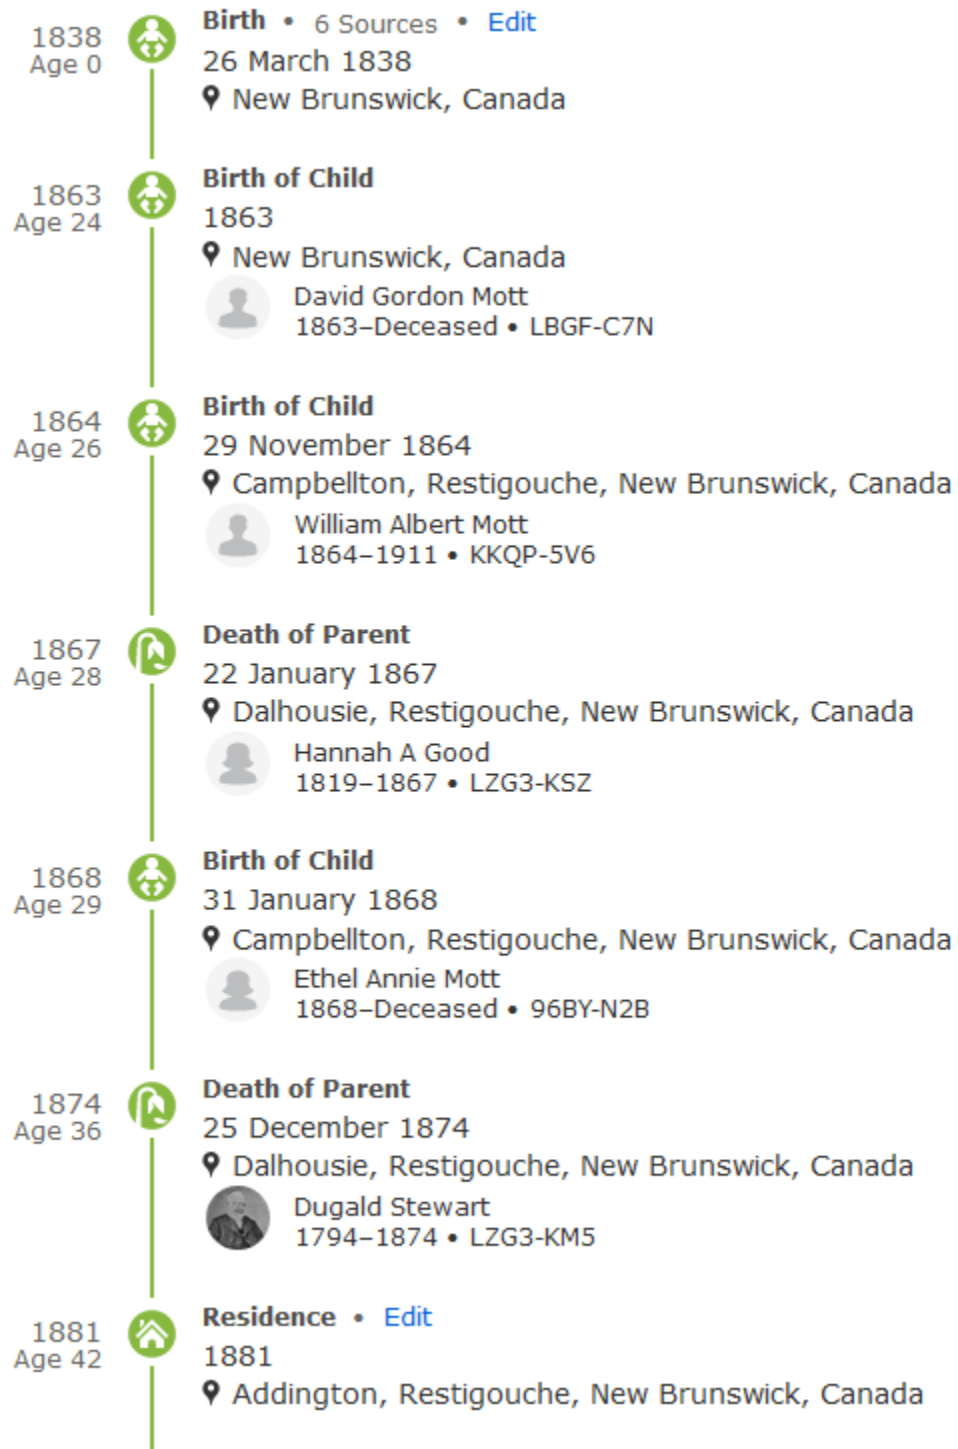 1838
Age 0
Birth • 6 Sources • Edit
26 March 1838
New Brunswick, Canada
1863
Age 24
Birth of Child
1863
New Brunswick, Canada
David Gordon Mott
1863–Deceased • LBGF-C7N
1864
Age 26
Birth of Child
29 November 1864
Campbellton, Restigouche, New Brunswick, Canada
William Albert Mott
1864–1911 • KKQP-5V6
1867
Age 28
Death of Parent
22 January 1867
Dalhousie, Restigouche, New Brunswick, Canada
Hannah A Good
1819–1867 • LZG3-KSZ
1868
Age 29
Birth of Child
31 January 1868
Campbellton, Restigouche, New Brunswick, Canada
Ethel Annie Mott
1868–Deceased • 96BY-N2B
1874
Age 36
Death of Parent
25 December 1874
Dalhousie, Restigouche, New Brunswick, Canada
Dugald Stewart
1794–1874 • LZG3-KM5
1881
Age 42
Residence • Edit
1881
Addington, Restigouche, New Brunswick, Canada